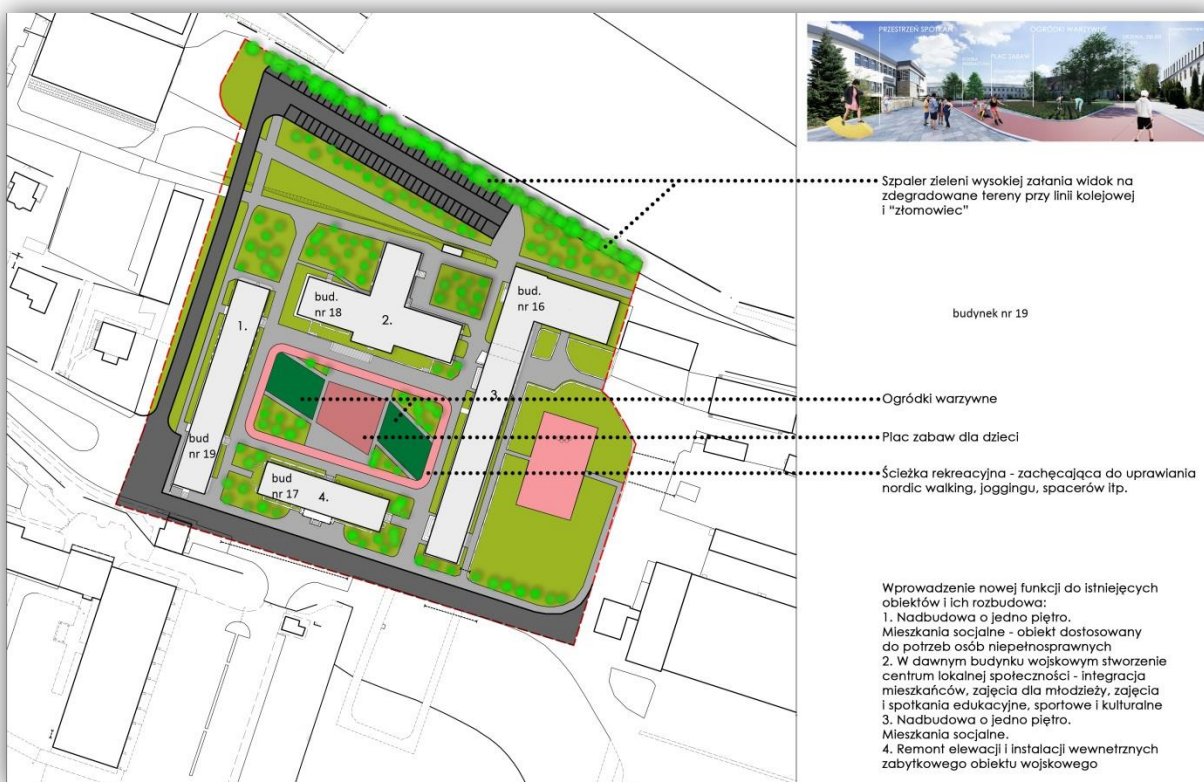 PRZESTRZEŃ SPOTKAŃ
OGRÓDKI WARZYWNE
PLAC ZABAW
Szpaler zieleni wysokiej załania widok na
zdegradowane tereny przy linii kolejowej
i "złomowiec"
bud.
nr 16
bud.
nr 18
1.
2.
budynek nr 19
3.
Ogródki warzywne
Plac zabaw dla dzieci
bud
nr 19
bud
nr 17
4.
Ścieżka rekreacyjna - zachęcająca do uprawiania
nordic walking, joggingu, spacerów itp.
Wprowadzenie nowej funkcji do istniejęcych
obiektów i ich rozbudowa:
1. Nadbudowa o jedno piętro.
Mieszkania socjalne - obiekt dostosowany
do potrzeb osób niepełnosprawnych
2. W dawnym budynku wojskowym stworzenie
centrum lokalnej społeczności - integracja
mieszkańców, zajęcia dla młodzieży, zajęcia
i spotkania edukacyjne, sportowe i kulturalne
3. Nadbudowa o jedno piętro.
Mieszkania socjalne.
4. Remont elewacji i instalacji wewnetrznych
zabytkowego obiektu wojskowego